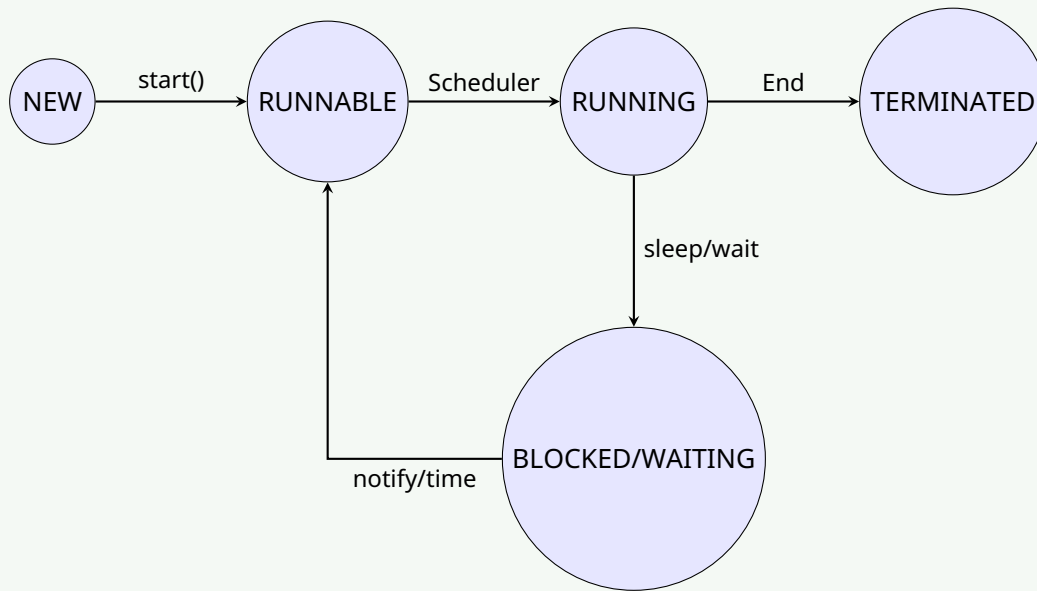 start()
Scheduler
End
NEW
RUNNABLE
RUNNING
TERMINATED
sleep/wait
BLOCKED/WAITING
notify/time